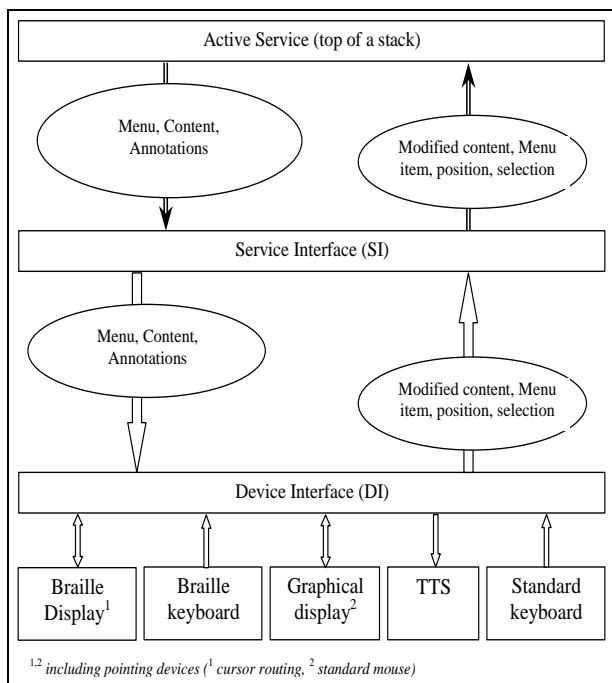 Active Service (top of a stack)
Menu, Content,
Annotations
Modified content, Menu
item, position, selection
Service Interface (SI)
Menu, Content,
Annotations
Modified content, Menu
item, position, selection
Device Interface (DI)
Braille
Display¹
Braille
keyboard
Graphical
display²
TTS
Standard
keyboard
¹,² including pointing devices (¹ cursor routing, ² standard mouse)